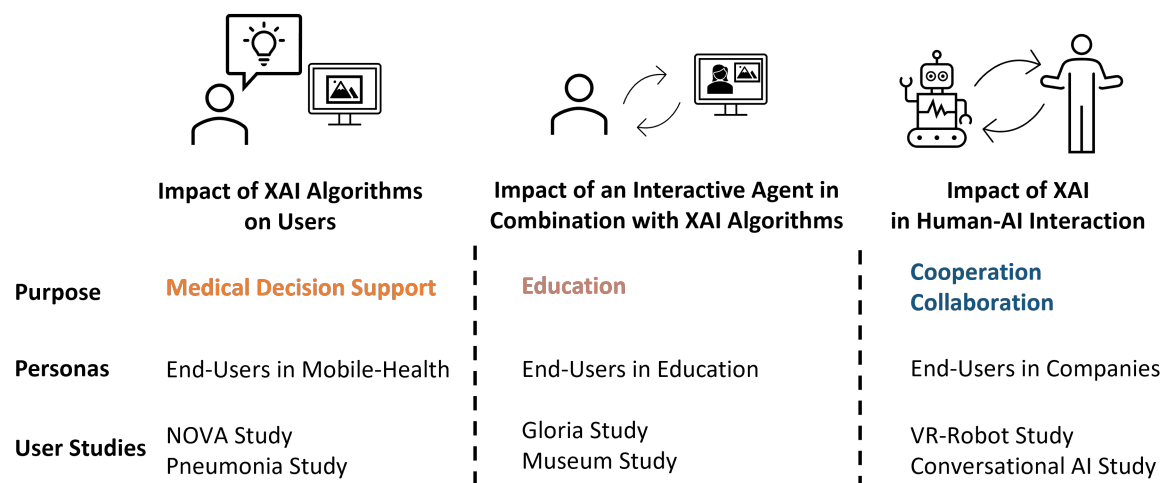 Impact of XAI Algorithms
on Users
Impact of an Interactive Agent in
Combination with XAI Algorithms
Impact of XAI
in Human-AI Interaction
Purpose
Medical Decision Support
Education
Cooperation
Collaboration
Personas
End-Users in Mobile-Health
End-Users in Education
End-Users in Companies
User Studies
NOVA Study
Pneumonia Study
Gloria Study
Museum Study
VR-Robot Study
Conversational AI Study